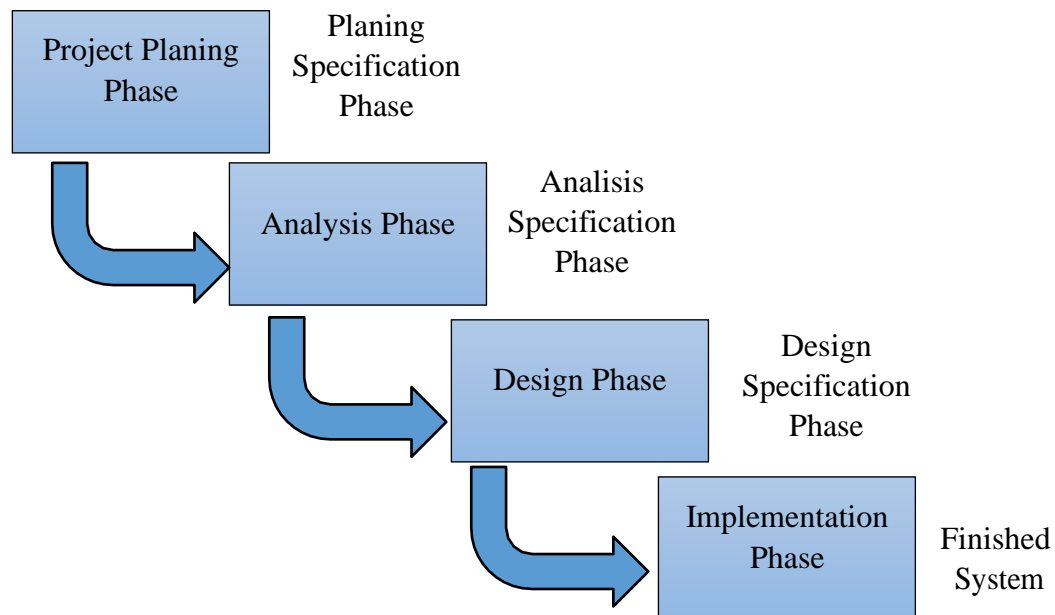 Project Planing
Phase
Planing
Specification
Phase
Analysis Phase
Analisis
Specification
Phase
Design Phase
Design
Specification
Phase
Implementation
Phase
Finished
System